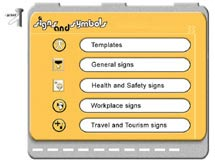 signs and symbols
Templates
General signs
Health and Safety signs
Workplace signs
Travel and Tourism signs